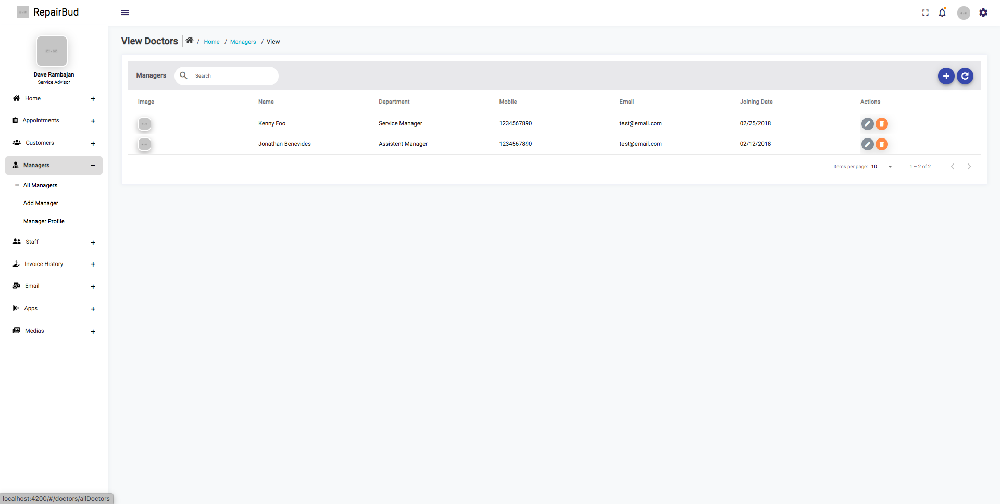 RepairBud
Dave Rambajan
Service Advisor
Home +
Appointments +
Customers +
Managers −
− All Managers
Add Manager
Manager Profile
Staff +
Invoice History +
Email +
Apps +
Medias +
View Doctors / Home / Managers / View
Managers Search
Image Name Department Mobile Email Joining Date Actions
Kenny Foo Service Manager 1234567890 test@email.com 02/25/2018
Jonathan Benevides Assistent Manager 1234567890 test@email.com 02/12/2018
Items per page: 10 1 – 2 of 2
localhost:4200/#/doctors/allDoctors